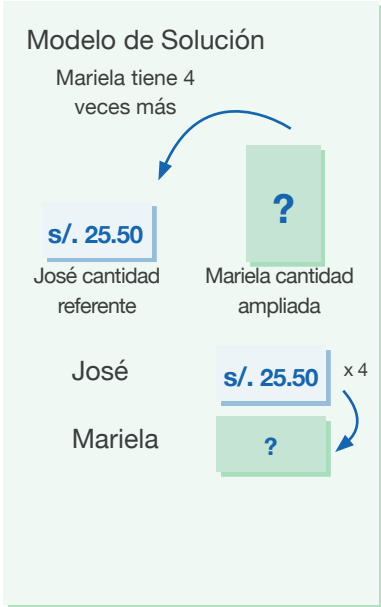 Modelo de Solución
Mariela tiene 4
veces más
?
s/. 25.50
José cantidad
referente
Mariela cantidad
ampliada
José
s/. 25.50
x 4
Mariela
?